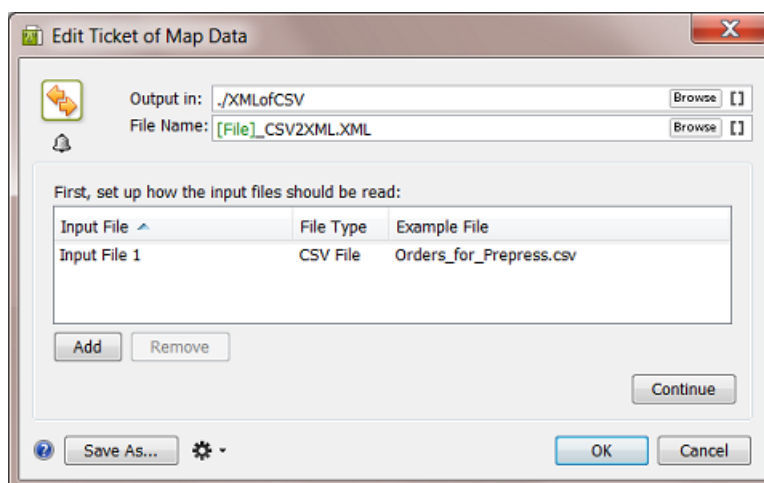 Edit Ticket of Map Data
X
Output in: ./XMLofCSV Browse []
File Name: [File]_CSV2XML.XML Browse []
First, set up how the input files should be read:
Input File File Type Example File
Input File 1 CSV File Orders_for_Prepress.csv
Add Remove
Continue
? Save As... OK Cancel